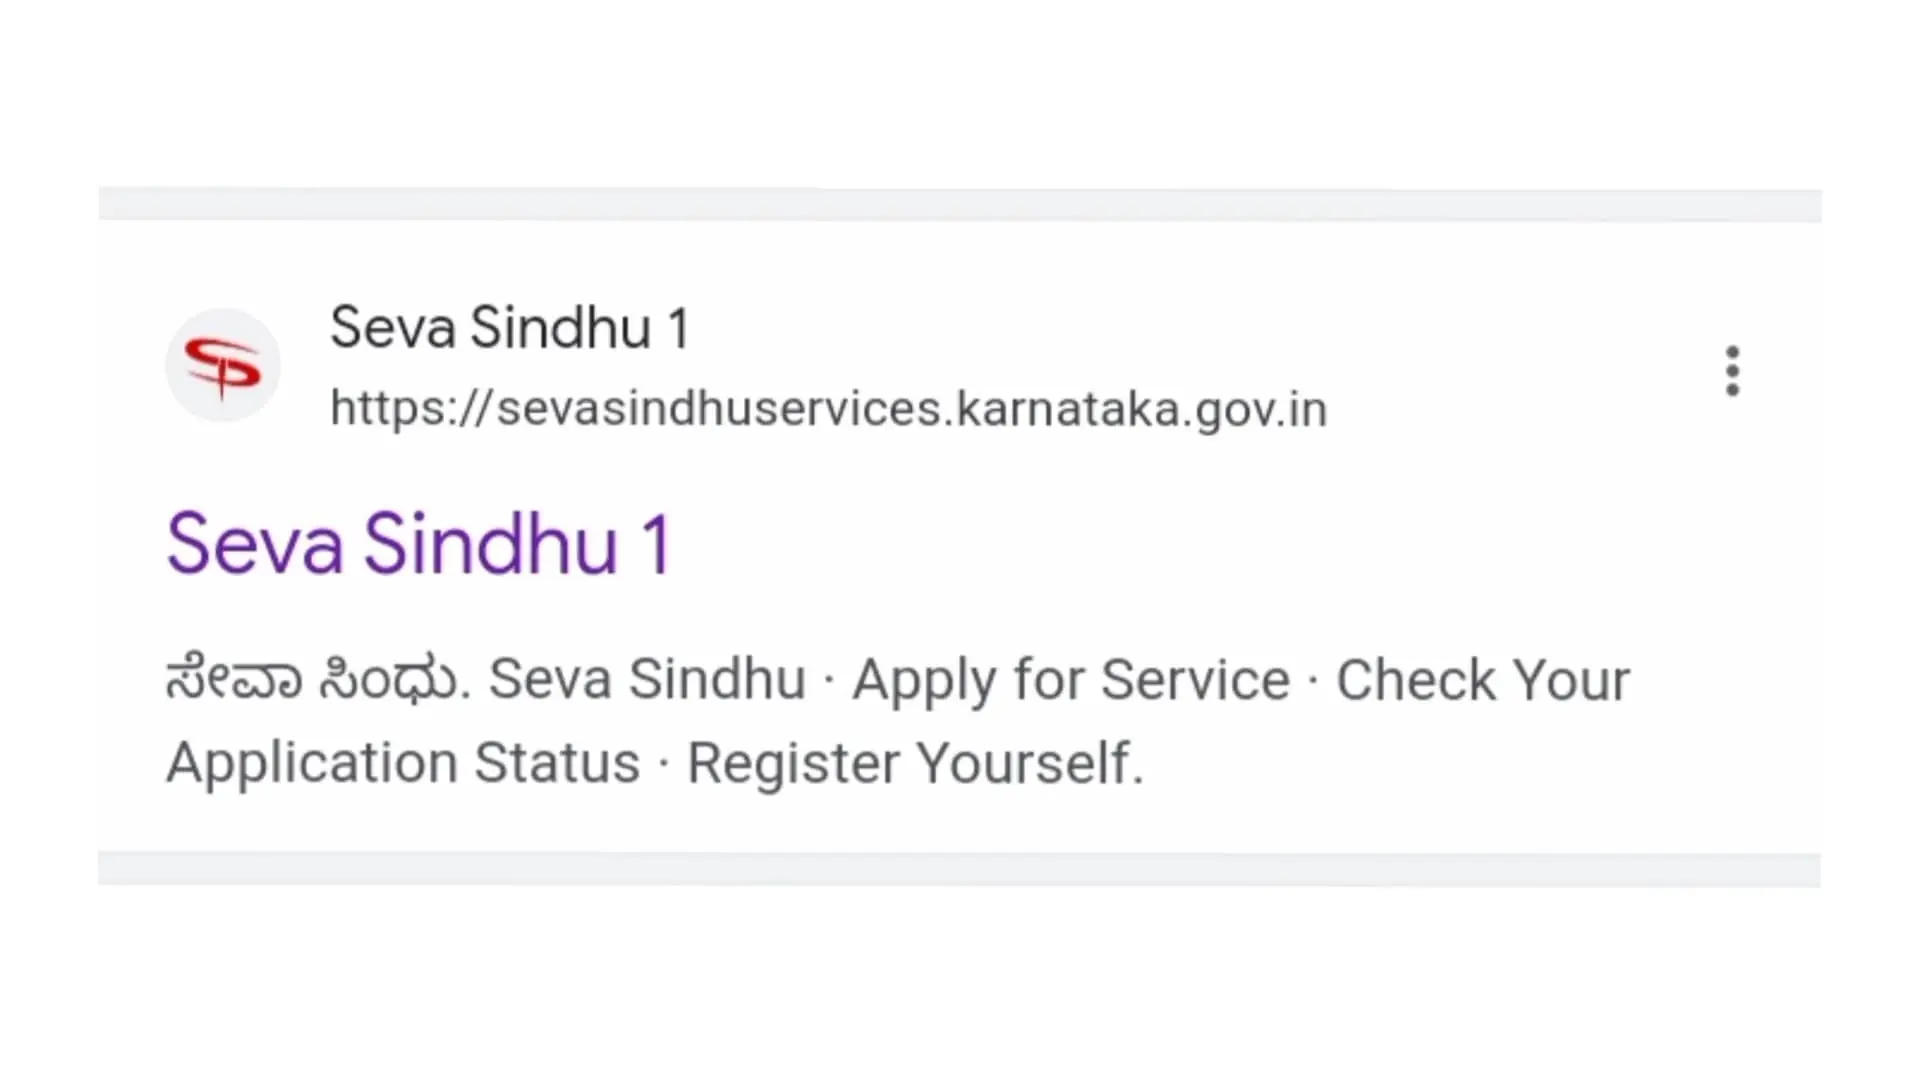 Seva Sindhu 1
https://sevasindhuservices.karnataka.gov.in
Seva Sindhu 1
ಸೇವಾ ಸಿಂಧು. Seva Sindhu · Apply for Service · Check Your
Application Status · Register Yourself.